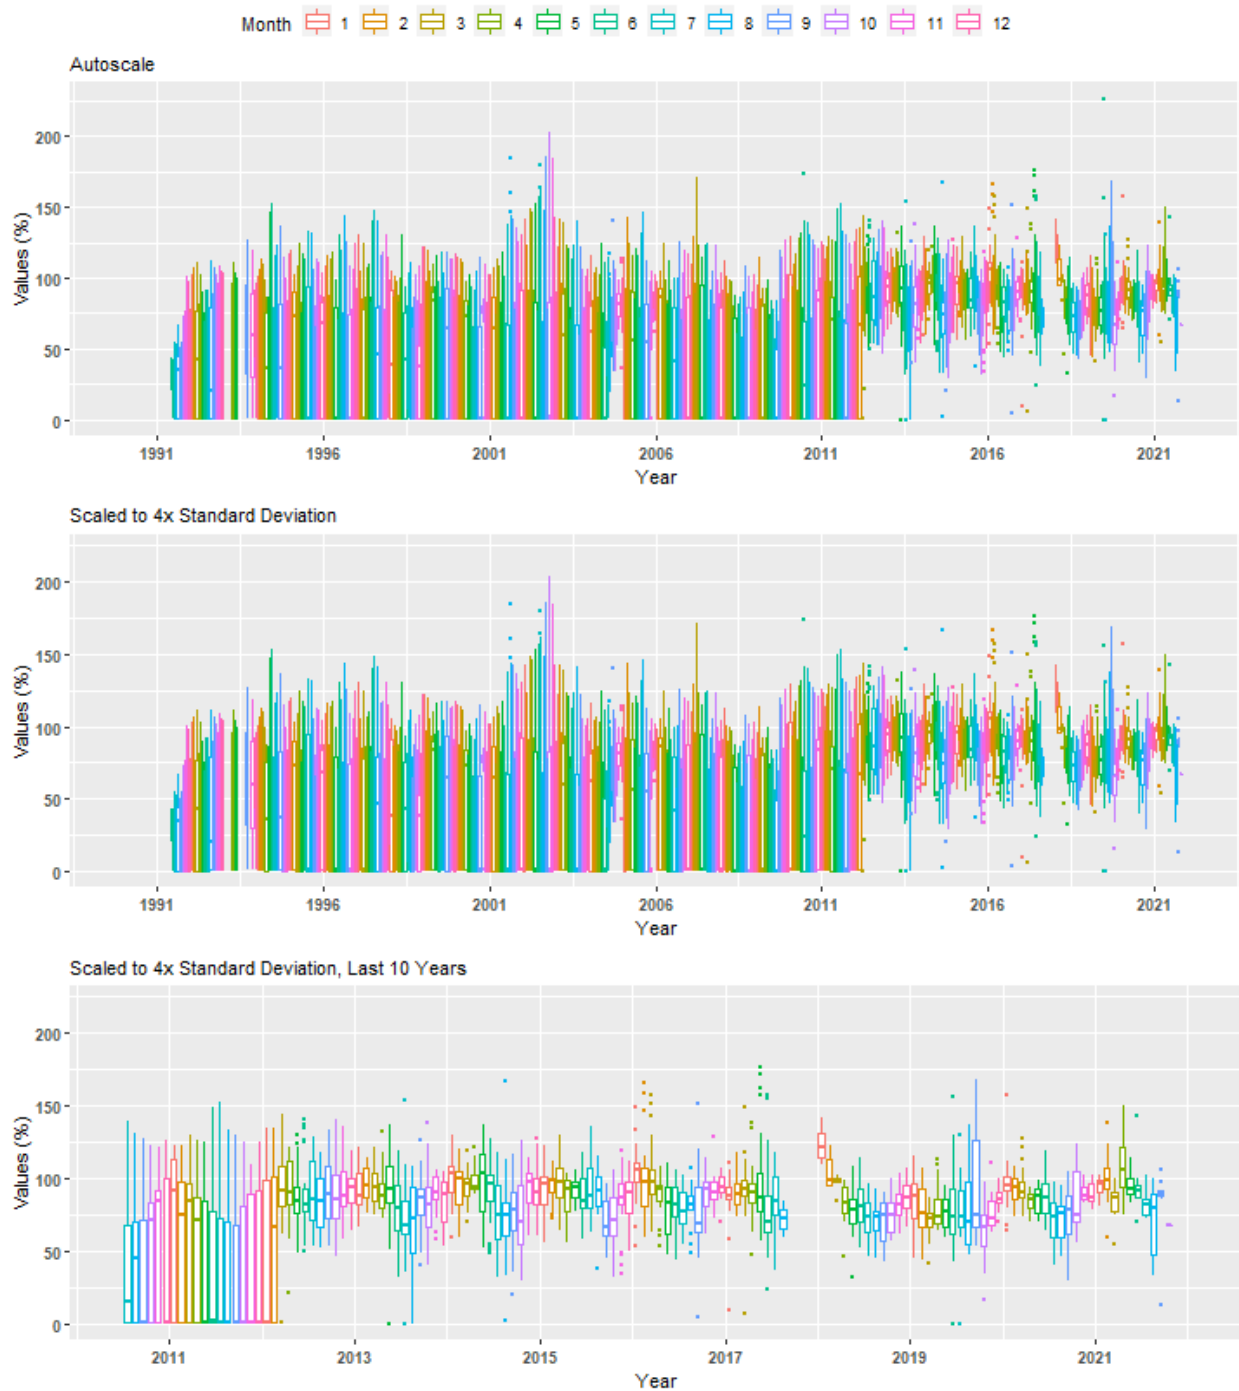 Month 1 2 3 4 5 6 7 8 9 10 11 12
Autoscale
Values (%)
200
150
100
50
0
1991 1996 2001 2006 2011 2016 2021
Year
Scaled to 4x Standard Deviation
Values (%)
200
150
100
50
0
1991 1996 2001 2006 2011 2016 2021
Year
Scaled to 4x Standard Deviation, Last 10 Years
Values (%)
200
150
100
50
0
2011 2013 2015 2017 2019 2021
Year